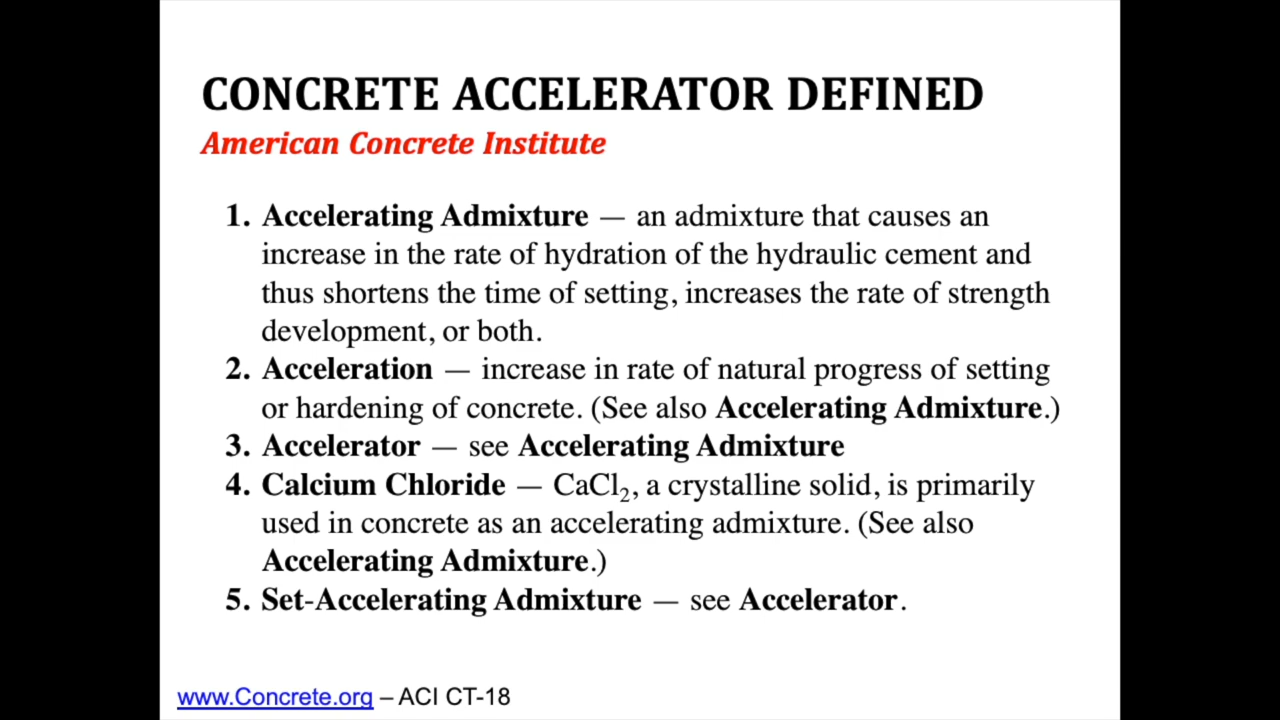 CONCRETE ACCELERATOR DEFINED
American Concrete Institute
1. Accelerating Admixture — an admixture that causes an
increase in the rate of hydration of the hydraulic cement and
thus shortens the time of setting, increases the rate of strength
development, or both.
2. Acceleration — increase in rate of natural progress of setting
or hardening of concrete. (See also Accelerating Admixture.)
3. Accelerator — see Accelerating Admixture
4. Calcium Chloride — CaCl₂, a crystalline solid, is primarily
used in concrete as an accelerating admixture. (See also
Accelerating Admixture.)
5. Set-Accelerating Admixture — see Accelerator.
www.Concrete.org – ACI CT-18